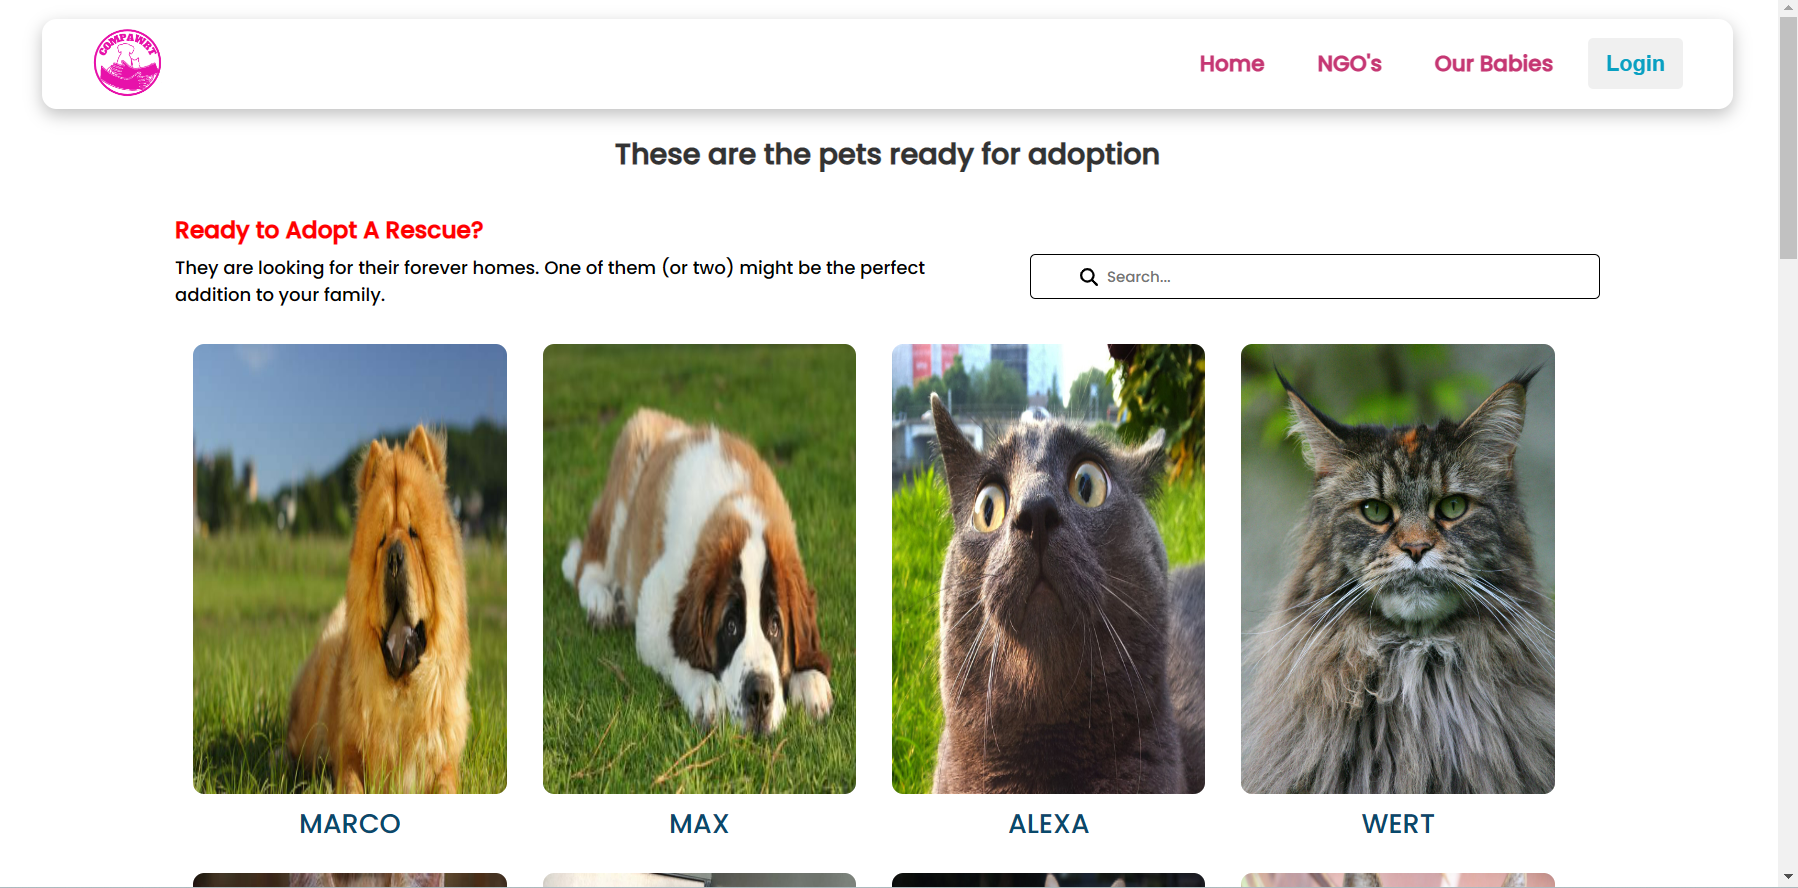 COMPAWRT
Home NGO's Our Babies Login
These are the pets ready for adoption
Ready to Adopt A Rescue?
They are looking for their forever homes. One of them (or two) might be the perfect
addition to your family.
Search...
MARCO MAX ALEXA WERT